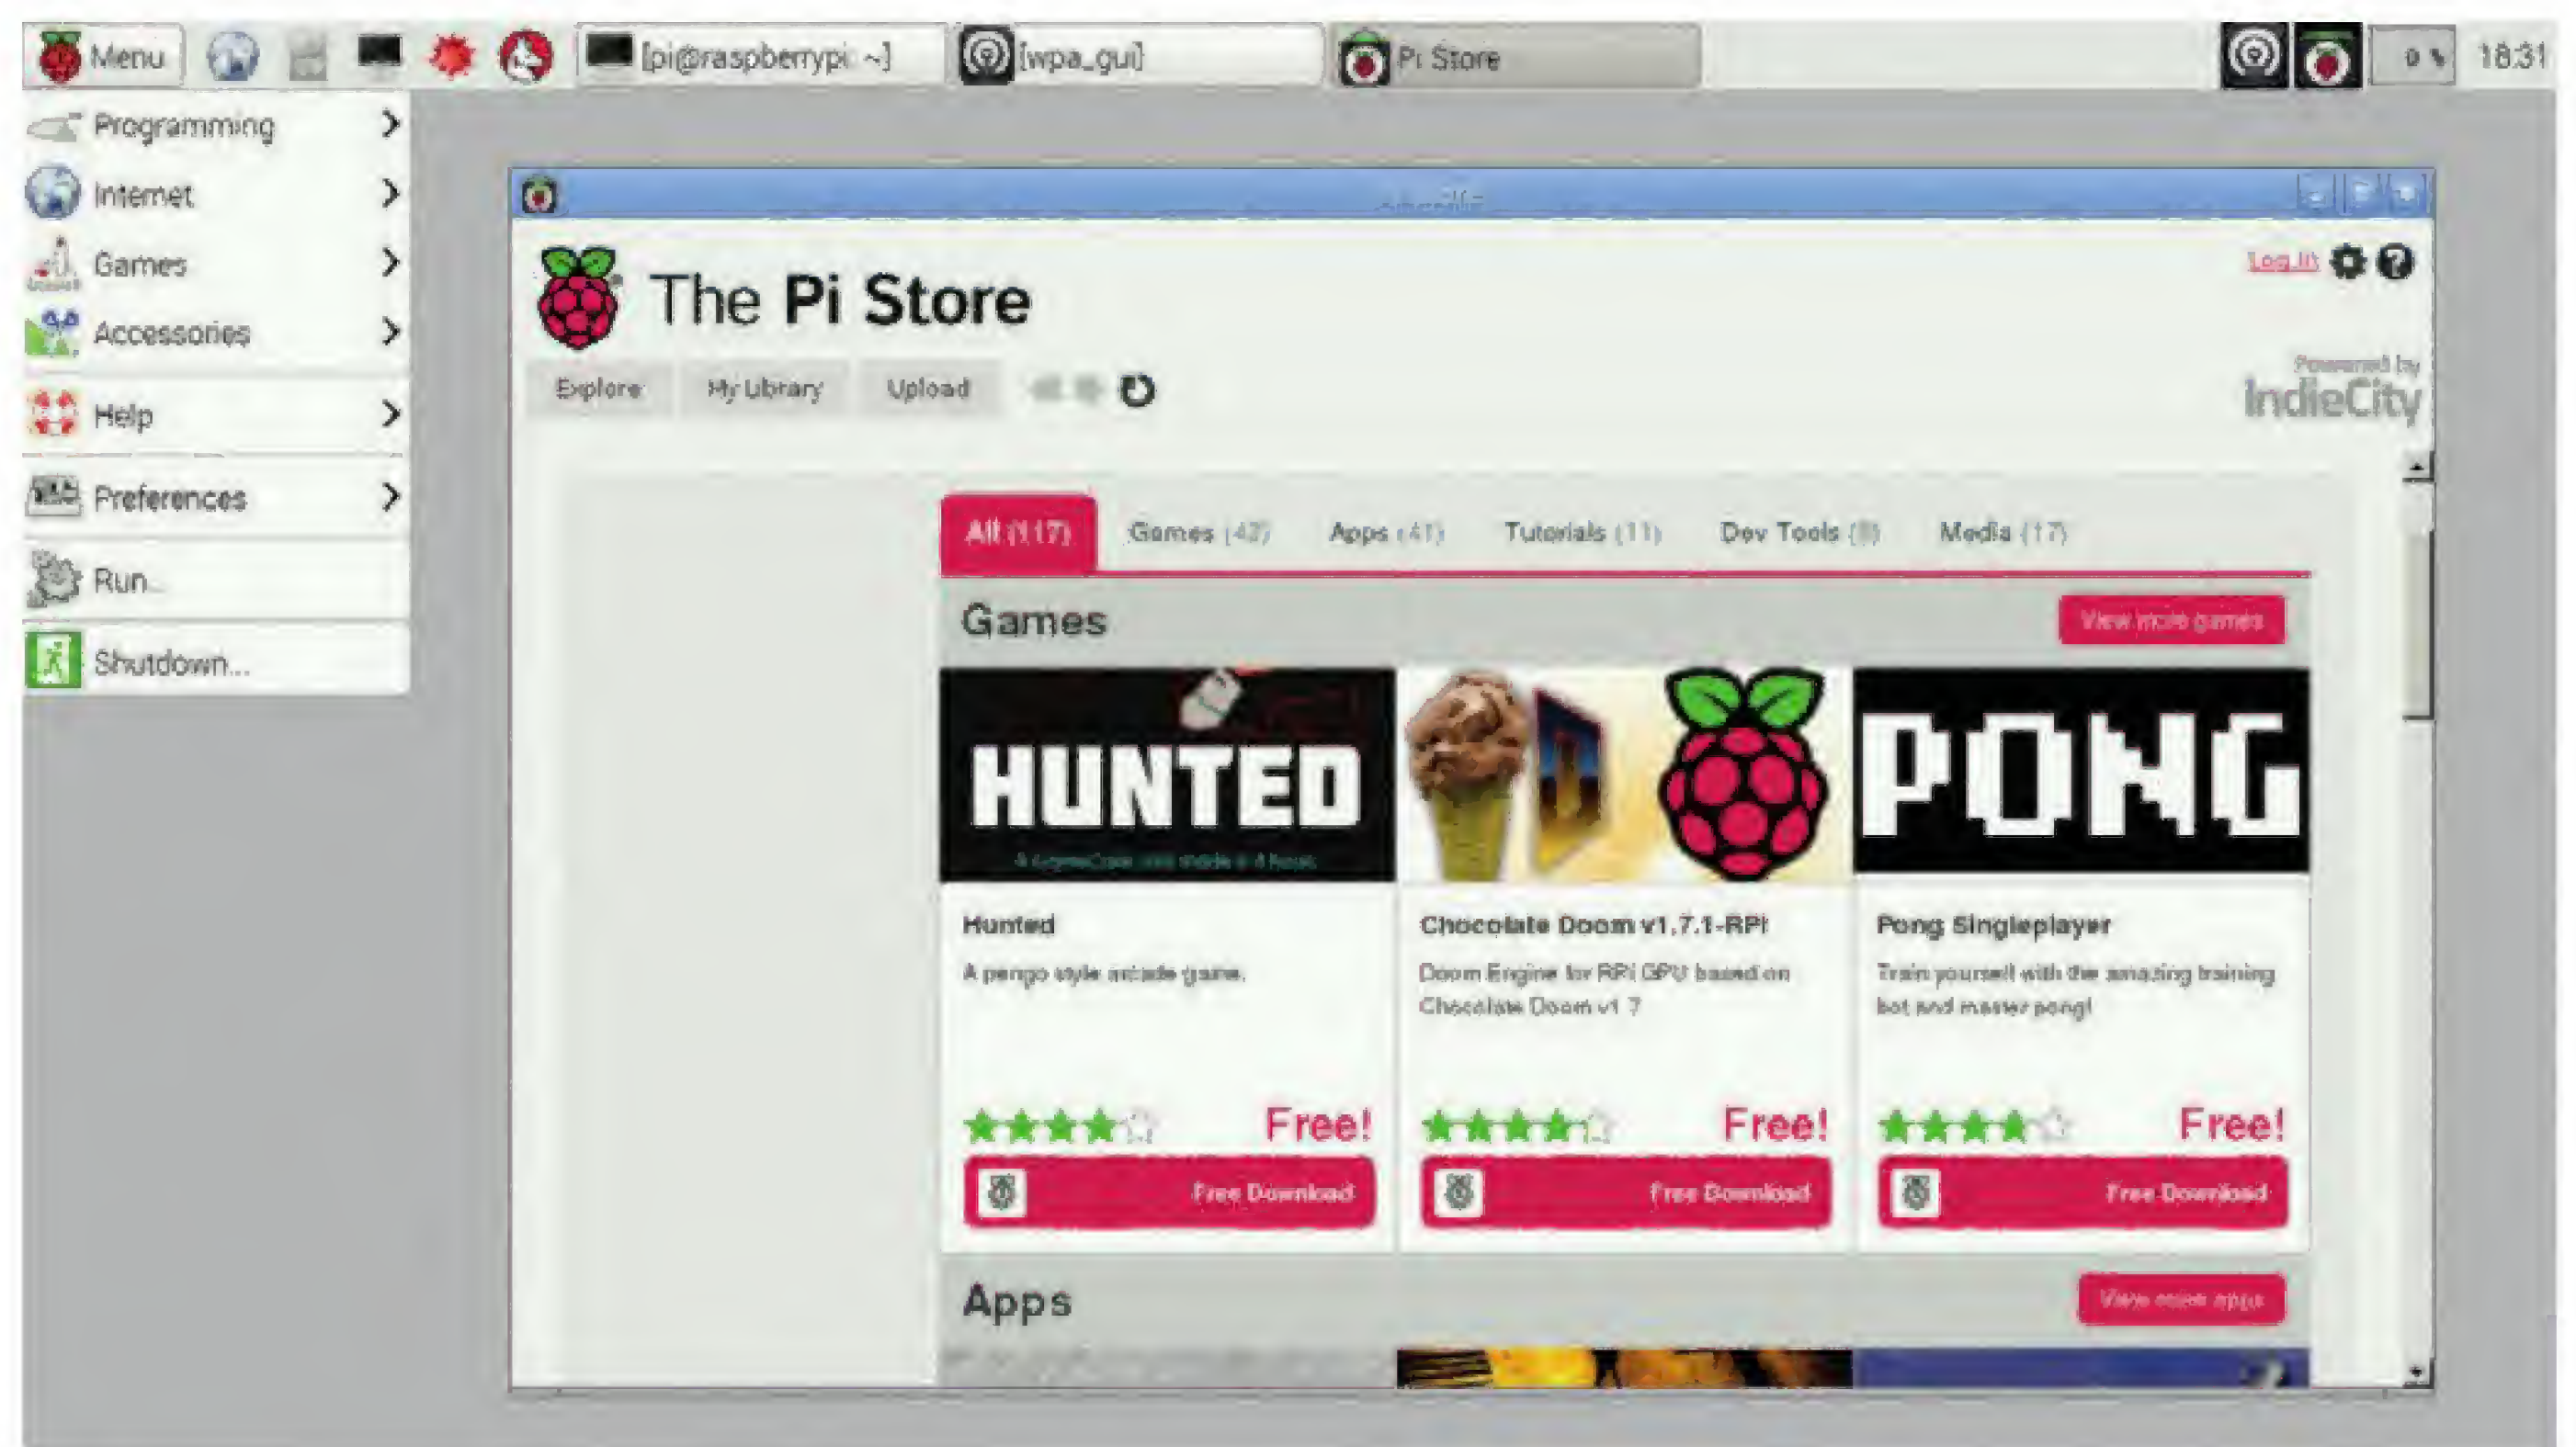 Menu
[pi@raspberrypi: ~]
[wpa_gui]
Pi Store
0 %
18:31
Programming
Internet
Games
Accessories
Help
Preferences
Run...
Shutdown...
The Pi Store
Log In
Explore
My Library
Upload
Powered by
IndieCity
All (117)
Games (42)
Apps (41)
Tutorials (11)
Dev Tools
Media (17)
Games
View more games
HUNTED
PONG
Hunted
A pengo style arcade game.
Chocolate Doom v1.7.1-RPi
Doom Engine for RPi GPU based on
Chocolate Doom v1.7
Pong Singleplayer
Train yourself with the amazing training
bot and master pong!
Free!
Free!
Free!
Free Download
Free Download
Free Download
Apps
View more apps